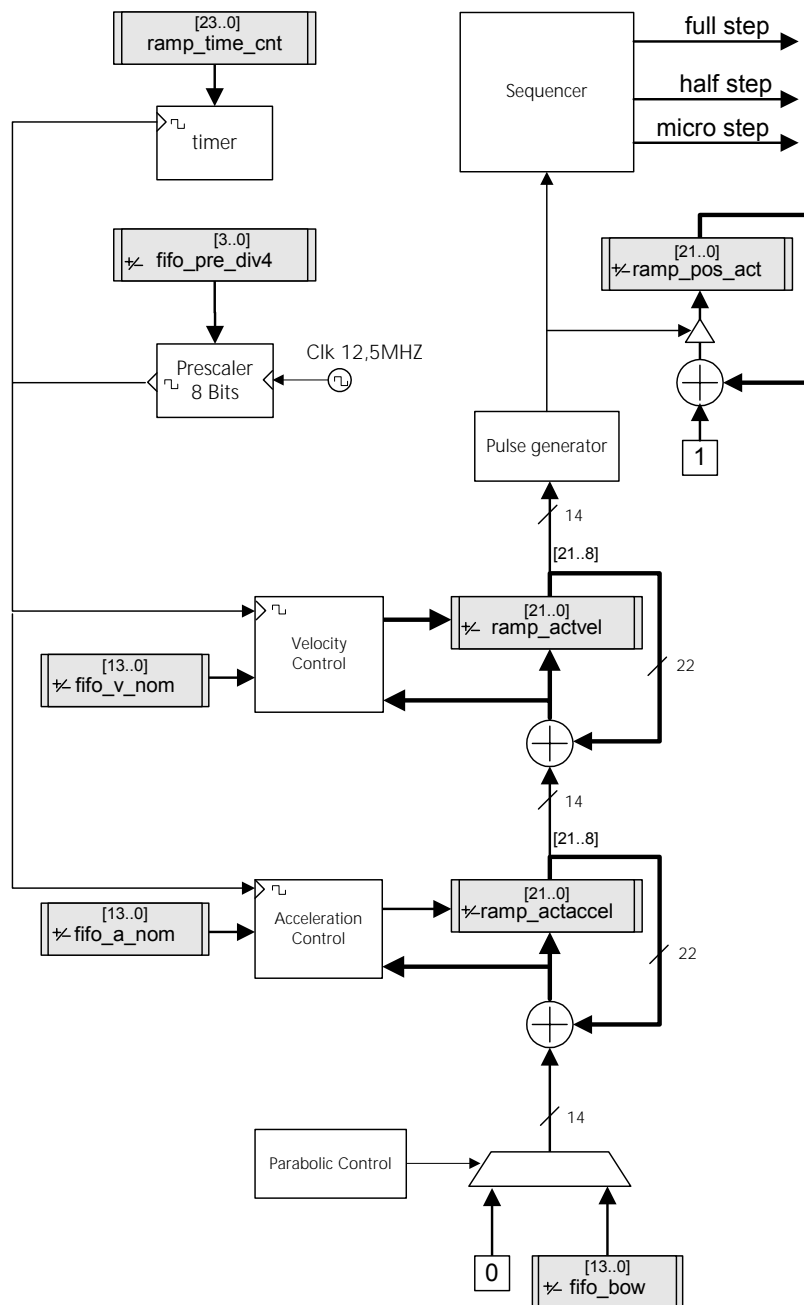 [23..0]
ramp_time_cnt
timer
full step
Sequencer
half step
micro step
[3..0]
+⁄- fifo_pre_div4
[21..0]
+⁄- ramp_pos_act
Clk 12,5MHZ
Prescaler
8 Bits
1
Pulse generator
14
[21..8]
[21..0]
+⁄- ramp_actvel
Velocity
Control
[13..0]
+⁄- fifo_v_nom
22
14
[21..8]
[21..0]
+⁄- ramp_actaccel
Acceleration
Control
[13..0]
+⁄- fifo_a_nom
22
14
Parabolic Control
0
[13..0]
+⁄- fifo_bow